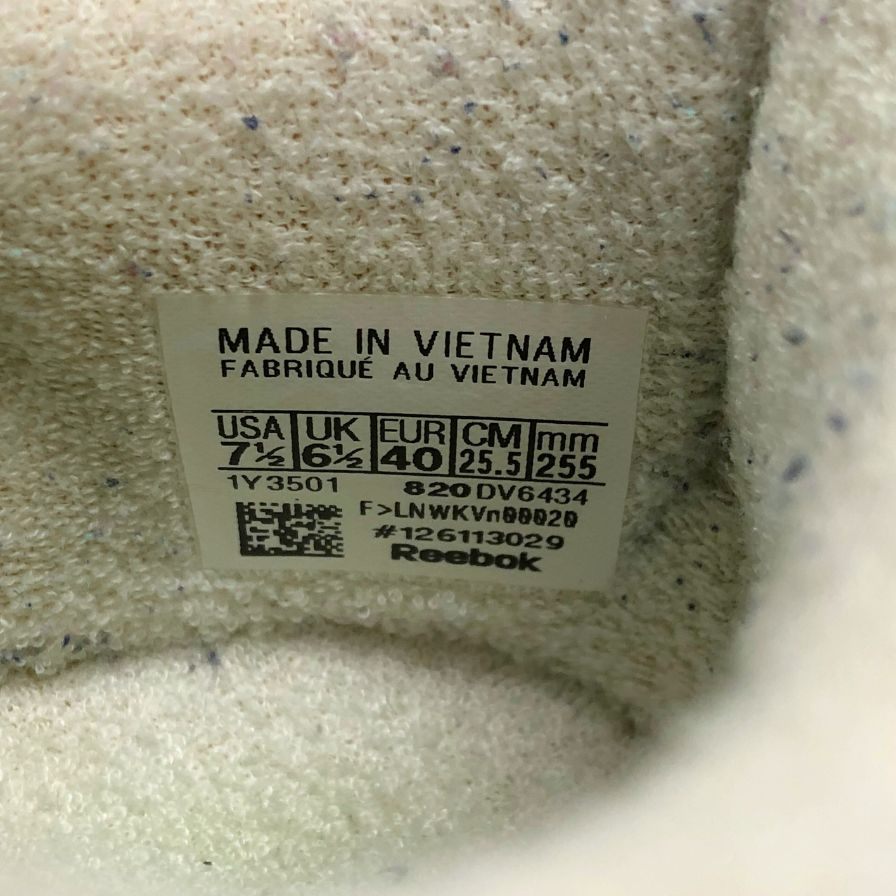 MADE IN VIETNAM
FABRIQUÉ AU VIETNAM
USA UK EUR CM mm
7½ 6½ 40 25.5 255
1Y3501 820 DV6434
F>LNWKVn00020
#126113029
Reebok